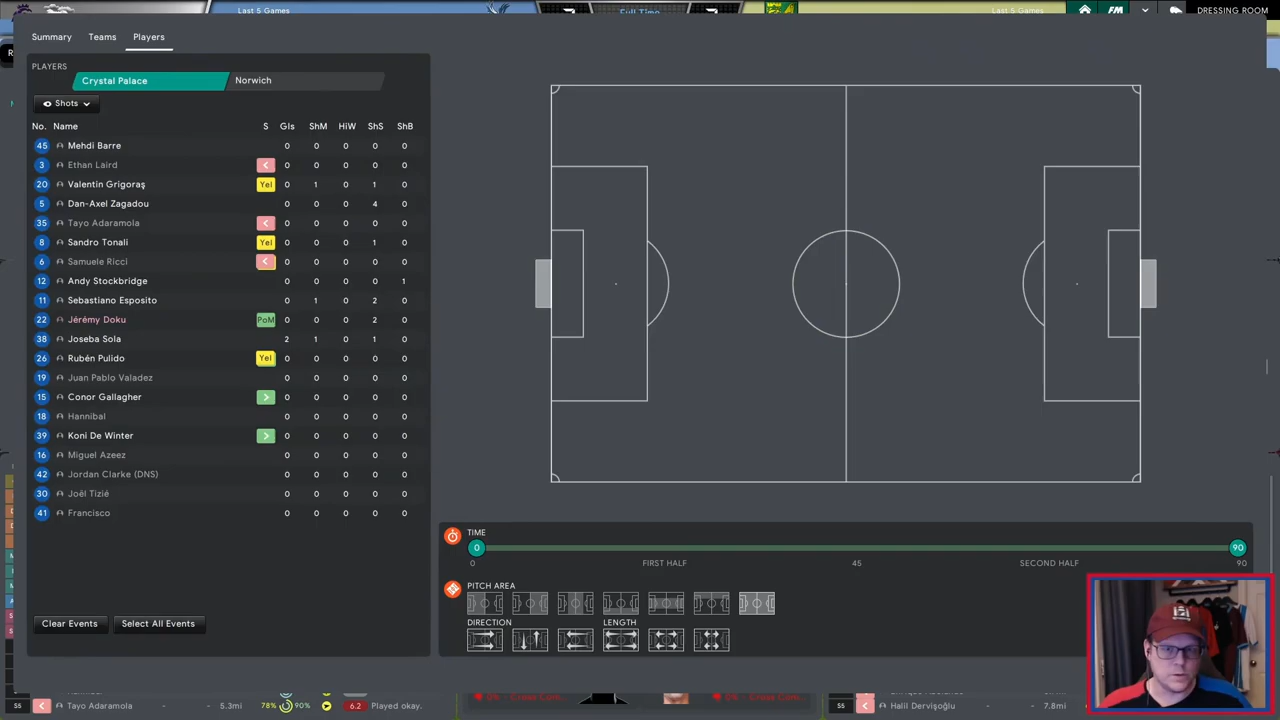 Last 5 Games
Full Time
Last 5 Games
FM
DRESSING ROOM
Summary
Teams
Players
PLAYERS
Crystal Palace
Norwich
Shots
No. Name S Gls ShM HiW ShS ShB
45 Mehdi Barre 0 0 0 0 0
3 Ethan Laird 0 0 0 0 0
20 Valentin Grigoraș Yel 0 1 0 1 0
5 Dan-Axel Zagadou 0 0 0 4 0
35 Tayo Adaramola 0 0 0 0 0
8 Sandro Tonali Yel 0 0 0 1 0
6 Samuele Ricci 0 0 0 0 0
12 Andy Stockbridge 0 0 0 0 1
11 Sebastiano Esposito 0 1 0 2 0
22 Jérémy Doku PoM 0 0 0 2 0
38 Joseba Sola 2 1 0 1 0
26 Rubén Pulido Yel 0 0 0 0 0
19 Juan Pablo Valadez 0 0 0 0 0
15 Conor Gallagher 0 0 0 0 0
18 Hannibal 0 0 0 0 0
39 Koni De Winter 0 0 0 0 0
16 Miguel Azeez 0 0 0 0 0
42 Jordan Clarke (DNS) 0 0 0 0 0
30 Joël Tizié 0 0 0 0 0
41 Francisco 0 0 0 0 0
Clear Events
Select All Events
TIME
0 90
0 FIRST HALF 45 SECOND HALF 90
PITCH AREA
DIRECTION LENGTH
SS Tayo Adaramola - - 5.3mi 78% 90% 6.2 Played okay.
SS Halil Dervişoğlu - - 7.8mi